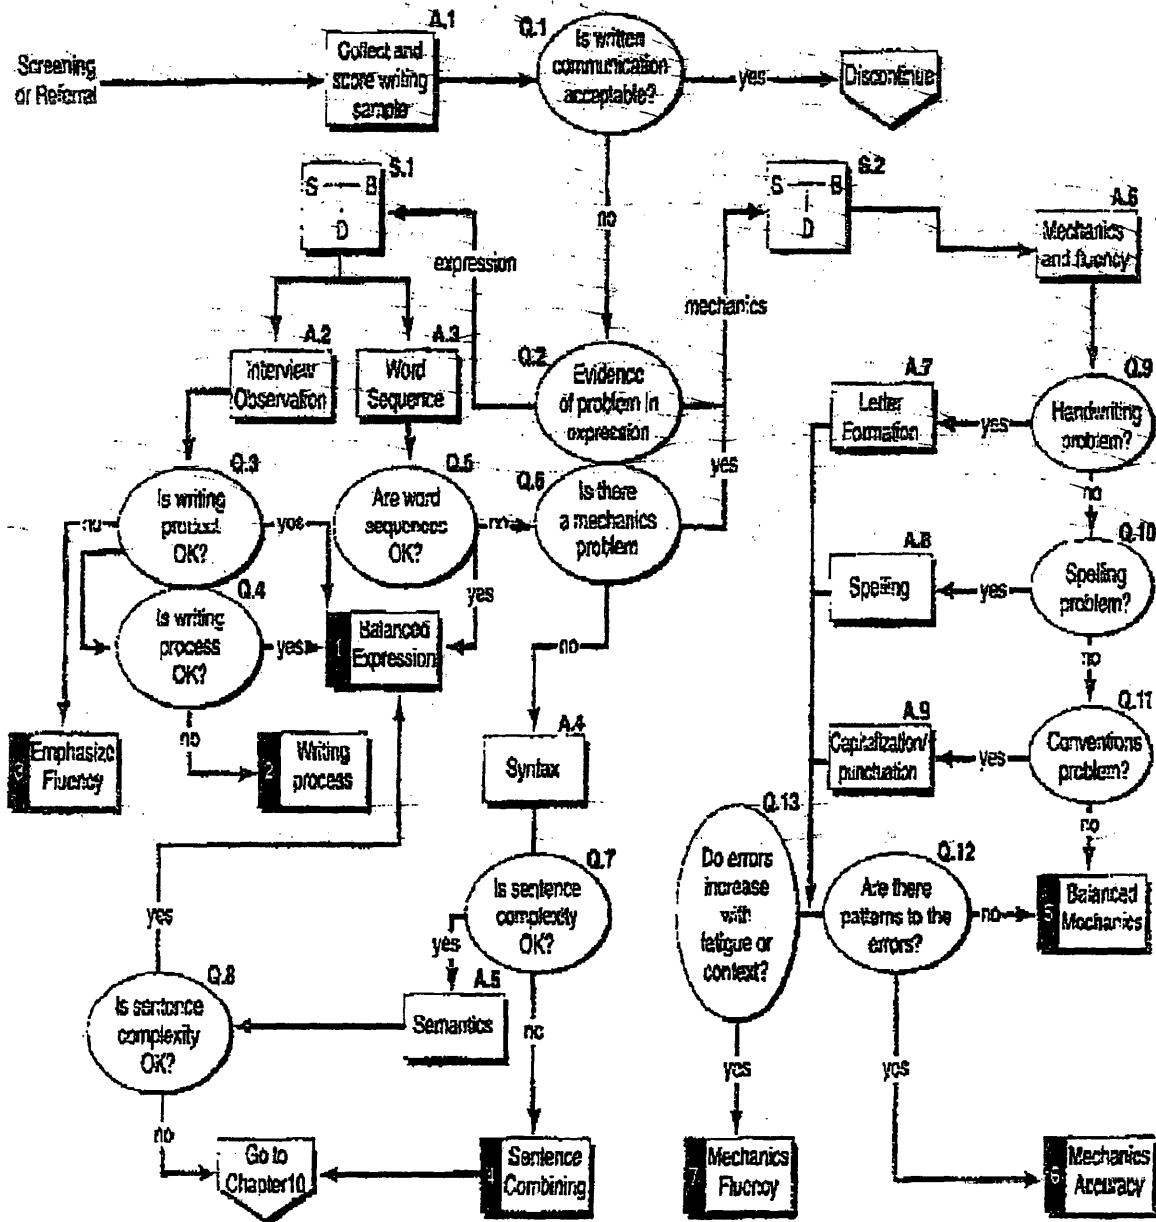 Screening
or Referral
A.1
Collect and
score writing
sample
Q.1
Is written
communication
acceptable?
yes
Discontinue
no
S.1
S B
i
D
expression
S.2
S B
i
D
mechanics
A.6
Mechanics
and fluency
A.2
Interview
Observation
A.3
Word
Sequence
Q.2
Evidence
of problem in
expression
A.7
Letter
Formation
yes
Q.9
Handwriting
problem?
no
Q.3
Is writing
product
OK?
no
yes
Q.5
Are word
sequences
OK?
no
yes
Q.6
Is there
a mechanics
problem
yes
no
A.8
Spelling
yes
Q.10
Spelling
problem?
no
Q.4
Is writing
process
OK?
yes
no
1
Balanced
Expression
3
Emphasize
Fluency
2
Writing
process
A.4
Syntax
A.9
Capitalization/
punctuation
yes
Q.11
Conventions
problem?
no
Q.7
Is sentence
complexity
OK?
yes
no
Q.13
Do errors
increase
with
fatigue or
context?
yes
Q.12
Are there
patterns to the
errors?
no
yes
5
Balanced
Mechanics
yes
Q.8
Is sentence
complexity
OK?
no
A.5
Semantics
Go to
Chapter10
4
Sentence
Combining
7
Mechanics
Fluency
6
Mechanics
Accuracy